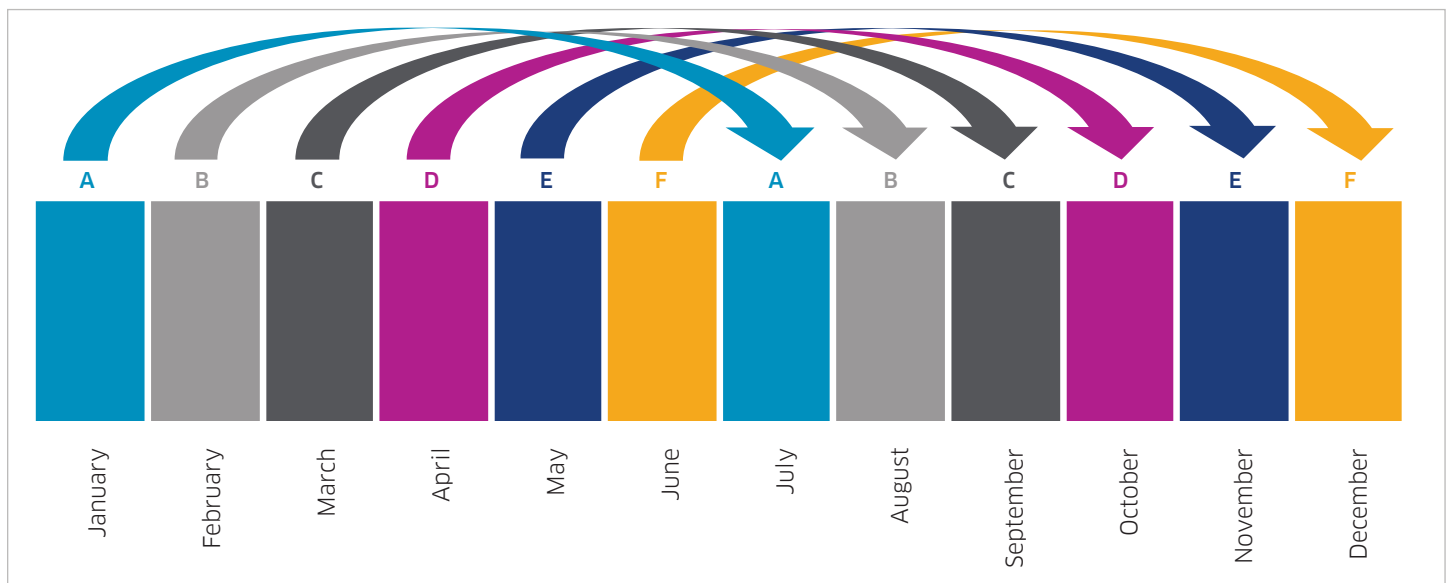 A B C D E F A B C D E F
January
February
March
April
May
June
July
August
September
October
November
December